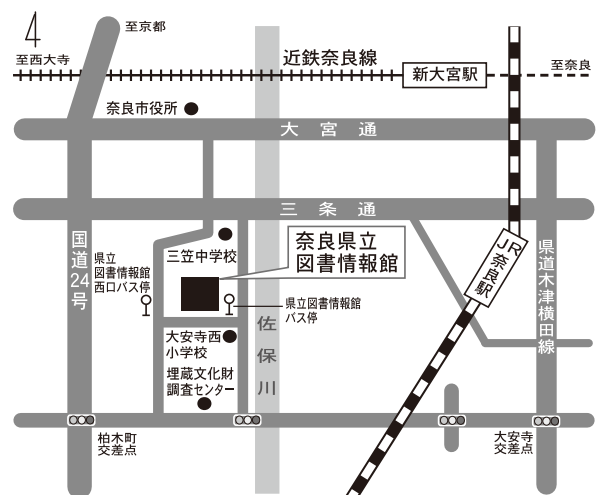 至京都
至西大寺
近鉄奈良線
新大宮駅
至奈良
奈良市役所
大宮通
三条通
三笠中学校
奈良県立
図書情報館
JR奈良駅
国道24号
県立
図書情報館
西口バス停
県立図書情報館
バス停
県道木津横田線
大安寺西
小学校
佐保川
埋蔵文化財
調査センター
柏木町
交差点
大安寺
交差点